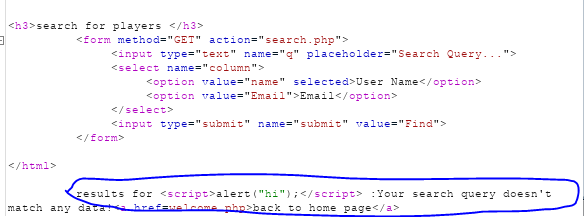 <h3>search for players </h3>
<form method="GET" action="search.php">
<input type="text" name="q" placeholder="Search Query...">
<select name="column">
<option value="name" selected>User Name</option>
<option value="Email">Email</option>
</select>
<input type="submit" name="submit" value="Find">
</form>
</html>
results for <script>alert("hi");</script> :Your search query doesn't
match any data!<a href=welcome.php>back to home page</a>